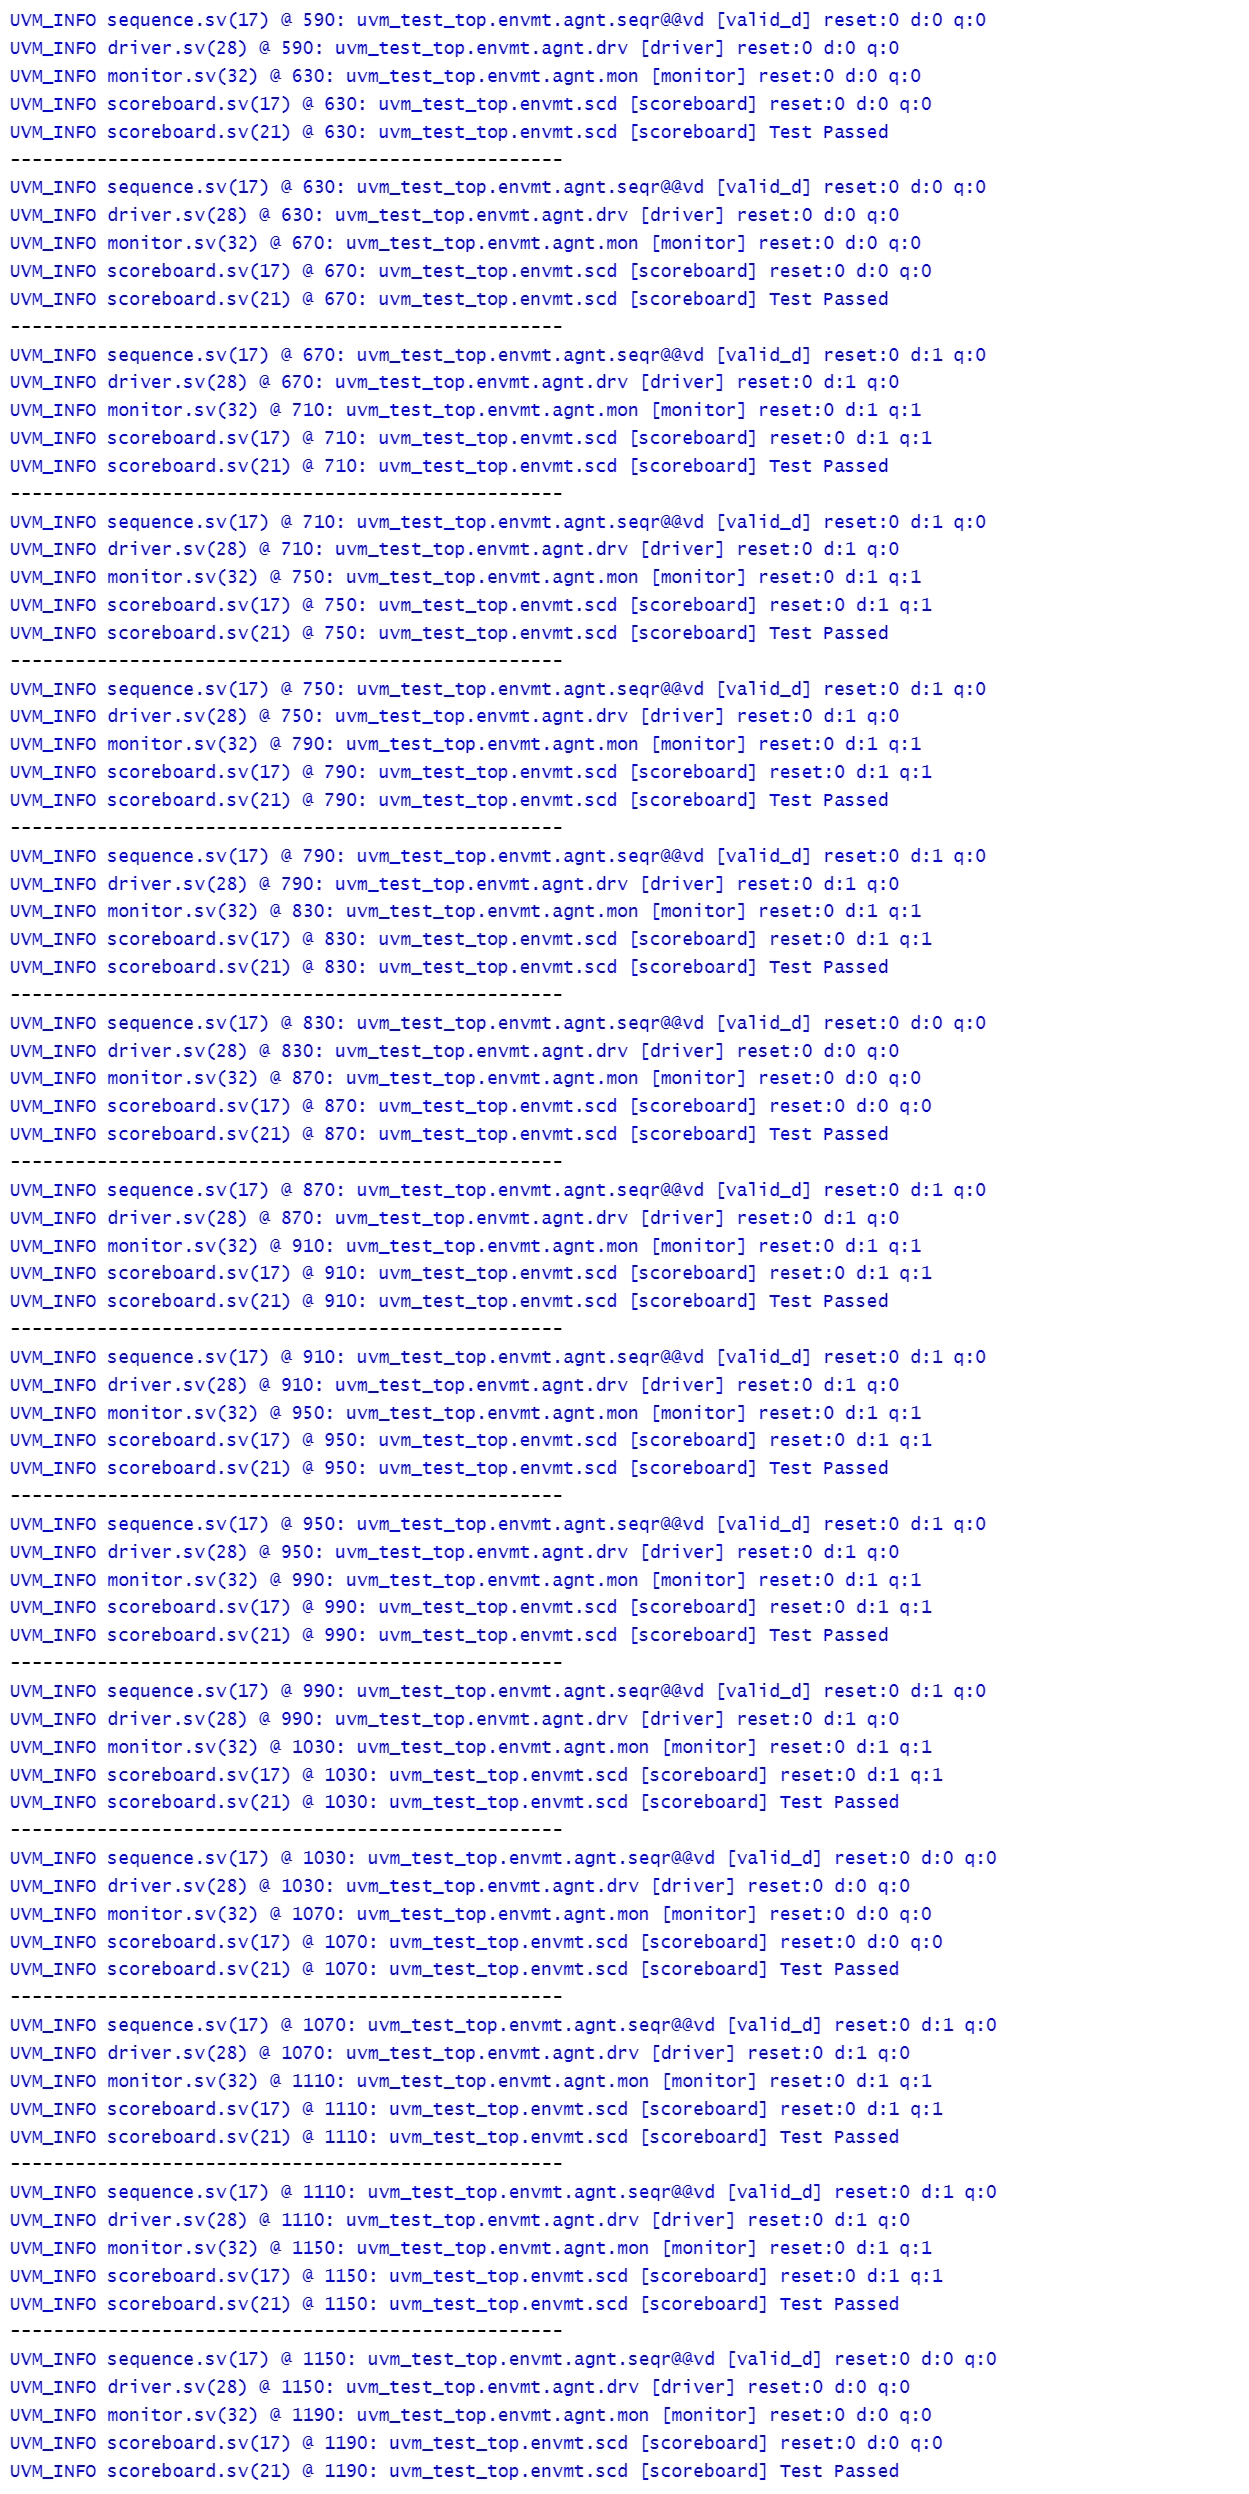 UVM_INFO sequence.sv(17) @ 590: uvm_test_top.envmt.agnt.seqr@@vd [valid_d] reset:0 d:0 q:0
UVM_INFO driver.sv(28) @ 590: uvm_test_top.envmt.agnt.drv [driver] reset:0 d:0 q:0
UVM_INFO monitor.sv(32) @ 630: uvm_test_top.envmt.agnt.mon [monitor] reset:0 d:0 q:0
UVM_INFO scoreboard.sv(17) @ 630: uvm_test_top.envmt.scd [scoreboard] reset:0 d:0 q:0
UVM_INFO scoreboard.sv(21) @ 630: uvm_test_top.envmt.scd [scoreboard] Test Passed
---------------------------------------------------
UVM_INFO sequence.sv(17) @ 630: uvm_test_top.envmt.agnt.seqr@@vd [valid_d] reset:0 d:0 q:0
UVM_INFO driver.sv(28) @ 630: uvm_test_top.envmt.agnt.drv [driver] reset:0 d:0 q:0
UVM_INFO monitor.sv(32) @ 670: uvm_test_top.envmt.agnt.mon [monitor] reset:0 d:0 q:0
UVM_INFO scoreboard.sv(17) @ 670: uvm_test_top.envmt.scd [scoreboard] reset:0 d:0 q:0
UVM_INFO scoreboard.sv(21) @ 670: uvm_test_top.envmt.scd [scoreboard] Test Passed
---------------------------------------------------
UVM_INFO sequence.sv(17) @ 670: uvm_test_top.envmt.agnt.seqr@@vd [valid_d] reset:0 d:1 q:0
UVM_INFO driver.sv(28) @ 670: uvm_test_top.envmt.agnt.drv [driver] reset:0 d:1 q:0
UVM_INFO monitor.sv(32) @ 710: uvm_test_top.envmt.agnt.mon [monitor] reset:0 d:1 q:1
UVM_INFO scoreboard.sv(17) @ 710: uvm_test_top.envmt.scd [scoreboard] reset:0 d:1 q:1
UVM_INFO scoreboard.sv(21) @ 710: uvm_test_top.envmt.scd [scoreboard] Test Passed
---------------------------------------------------
UVM_INFO sequence.sv(17) @ 710: uvm_test_top.envmt.agnt.seqr@@vd [valid_d] reset:0 d:1 q:0
UVM_INFO driver.sv(28) @ 710: uvm_test_top.envmt.agnt.drv [driver] reset:0 d:1 q:0
UVM_INFO monitor.sv(32) @ 750: uvm_test_top.envmt.agnt.mon [monitor] reset:0 d:1 q:1
UVM_INFO scoreboard.sv(17) @ 750: uvm_test_top.envmt.scd [scoreboard] reset:0 d:1 q:1
UVM_INFO scoreboard.sv(21) @ 750: uvm_test_top.envmt.scd [scoreboard] Test Passed
---------------------------------------------------
UVM_INFO sequence.sv(17) @ 750: uvm_test_top.envmt.agnt.seqr@@vd [valid_d] reset:0 d:1 q:0
UVM_INFO driver.sv(28) @ 750: uvm_test_top.envmt.agnt.drv [driver] reset:0 d:1 q:0
UVM_INFO monitor.sv(32) @ 790: uvm_test_top.envmt.agnt.mon [monitor] reset:0 d:1 q:1
UVM_INFO scoreboard.sv(17) @ 790: uvm_test_top.envmt.scd [scoreboard] reset:0 d:1 q:1
UVM_INFO scoreboard.sv(21) @ 790: uvm_test_top.envmt.scd [scoreboard] Test Passed
---------------------------------------------------
UVM_INFO sequence.sv(17) @ 790: uvm_test_top.envmt.agnt.seqr@@vd [valid_d] reset:0 d:1 q:0
UVM_INFO driver.sv(28) @ 790: uvm_test_top.envmt.agnt.drv [driver] reset:0 d:1 q:0
UVM_INFO monitor.sv(32) @ 830: uvm_test_top.envmt.agnt.mon [monitor] reset:0 d:1 q:1
UVM_INFO scoreboard.sv(17) @ 830: uvm_test_top.envmt.scd [scoreboard] reset:0 d:1 q:1
UVM_INFO scoreboard.sv(21) @ 830: uvm_test_top.envmt.scd [scoreboard] Test Passed
---------------------------------------------------
UVM_INFO sequence.sv(17) @ 830: uvm_test_top.envmt.agnt.seqr@@vd [valid_d] reset:0 d:0 q:0
UVM_INFO driver.sv(28) @ 830: uvm_test_top.envmt.agnt.drv [driver] reset:0 d:0 q:0
UVM_INFO monitor.sv(32) @ 870: uvm_test_top.envmt.agnt.mon [monitor] reset:0 d:0 q:0
UVM_INFO scoreboard.sv(17) @ 870: uvm_test_top.envmt.scd [scoreboard] reset:0 d:0 q:0
UVM_INFO scoreboard.sv(21) @ 870: uvm_test_top.envmt.scd [scoreboard] Test Passed
---------------------------------------------------
UVM_INFO sequence.sv(17) @ 870: uvm_test_top.envmt.agnt.seqr@@vd [valid_d] reset:0 d:1 q:0
UVM_INFO driver.sv(28) @ 870: uvm_test_top.envmt.agnt.drv [driver] reset:0 d:1 q:0
UVM_INFO monitor.sv(32) @ 910: uvm_test_top.envmt.agnt.mon [monitor] reset:0 d:1 q:1
UVM_INFO scoreboard.sv(17) @ 910: uvm_test_top.envmt.scd [scoreboard] reset:0 d:1 q:1
UVM_INFO scoreboard.sv(21) @ 910: uvm_test_top.envmt.scd [scoreboard] Test Passed
---------------------------------------------------
UVM_INFO sequence.sv(17) @ 910: uvm_test_top.envmt.agnt.seqr@@vd [valid_d] reset:0 d:1 q:0
UVM_INFO driver.sv(28) @ 910: uvm_test_top.envmt.agnt.drv [driver] reset:0 d:1 q:0
UVM_INFO monitor.sv(32) @ 950: uvm_test_top.envmt.agnt.mon [monitor] reset:0 d:1 q:1
UVM_INFO scoreboard.sv(17) @ 950: uvm_test_top.envmt.scd [scoreboard] reset:0 d:1 q:1
UVM_INFO scoreboard.sv(21) @ 950: uvm_test_top.envmt.scd [scoreboard] Test Passed
---------------------------------------------------
UVM_INFO sequence.sv(17) @ 950: uvm_test_top.envmt.agnt.seqr@@vd [valid_d] reset:0 d:1 q:0
UVM_INFO driver.sv(28) @ 950: uvm_test_top.envmt.agnt.drv [driver] reset:0 d:1 q:0
UVM_INFO monitor.sv(32) @ 990: uvm_test_top.envmt.agnt.mon [monitor] reset:0 d:1 q:1
UVM_INFO scoreboard.sv(17) @ 990: uvm_test_top.envmt.scd [scoreboard] reset:0 d:1 q:1
UVM_INFO scoreboard.sv(21) @ 990: uvm_test_top.envmt.scd [scoreboard] Test Passed
---------------------------------------------------
UVM_INFO sequence.sv(17) @ 990: uvm_test_top.envmt.agnt.seqr@@vd [valid_d] reset:0 d:1 q:0
UVM_INFO driver.sv(28) @ 990: uvm_test_top.envmt.agnt.drv [driver] reset:0 d:1 q:0
UVM_INFO monitor.sv(32) @ 1030: uvm_test_top.envmt.agnt.mon [monitor] reset:0 d:1 q:1
UVM_INFO scoreboard.sv(17) @ 1030: uvm_test_top.envmt.scd [scoreboard] reset:0 d:1 q:1
UVM_INFO scoreboard.sv(21) @ 1030: uvm_test_top.envmt.scd [scoreboard] Test Passed
---------------------------------------------------
UVM_INFO sequence.sv(17) @ 1030: uvm_test_top.envmt.agnt.seqr@@vd [valid_d] reset:0 d:0 q:0
UVM_INFO driver.sv(28) @ 1030: uvm_test_top.envmt.agnt.drv [driver] reset:0 d:0 q:0
UVM_INFO monitor.sv(32) @ 1070: uvm_test_top.envmt.agnt.mon [monitor] reset:0 d:0 q:0
UVM_INFO scoreboard.sv(17) @ 1070: uvm_test_top.envmt.scd [scoreboard] reset:0 d:0 q:0
UVM_INFO scoreboard.sv(21) @ 1070: uvm_test_top.envmt.scd [scoreboard] Test Passed
---------------------------------------------------
UVM_INFO sequence.sv(17) @ 1070: uvm_test_top.envmt.agnt.seqr@@vd [valid_d] reset:0 d:1 q:0
UVM_INFO driver.sv(28) @ 1070: uvm_test_top.envmt.agnt.drv [driver] reset:0 d:1 q:0
UVM_INFO monitor.sv(32) @ 1110: uvm_test_top.envmt.agnt.mon [monitor] reset:0 d:1 q:1
UVM_INFO scoreboard.sv(17) @ 1110: uvm_test_top.envmt.scd [scoreboard] reset:0 d:1 q:1
UVM_INFO scoreboard.sv(21) @ 1110: uvm_test_top.envmt.scd [scoreboard] Test Passed
---------------------------------------------------
UVM_INFO sequence.sv(17) @ 1110: uvm_test_top.envmt.agnt.seqr@@vd [valid_d] reset:0 d:1 q:0
UVM_INFO driver.sv(28) @ 1110: uvm_test_top.envmt.agnt.drv [driver] reset:0 d:1 q:0
UVM_INFO monitor.sv(32) @ 1150: uvm_test_top.envmt.agnt.mon [monitor] reset:0 d:1 q:1
UVM_INFO scoreboard.sv(17) @ 1150: uvm_test_top.envmt.scd [scoreboard] reset:0 d:1 q:1
UVM_INFO scoreboard.sv(21) @ 1150: uvm_test_top.envmt.scd [scoreboard] Test Passed
---------------------------------------------------
UVM_INFO sequence.sv(17) @ 1150: uvm_test_top.envmt.agnt.seqr@@vd [valid_d] reset:0 d:0 q:0
UVM_INFO driver.sv(28) @ 1150: uvm_test_top.envmt.agnt.drv [driver] reset:0 d:0 q:0
UVM_INFO monitor.sv(32) @ 1190: uvm_test_top.envmt.agnt.mon [monitor] reset:0 d:0 q:0
UVM_INFO scoreboard.sv(17) @ 1190: uvm_test_top.envmt.scd [scoreboard] reset:0 d:0 q:0
UVM_INFO scoreboard.sv(21) @ 1190: uvm_test_top.envmt.scd [scoreboard] Test Passed